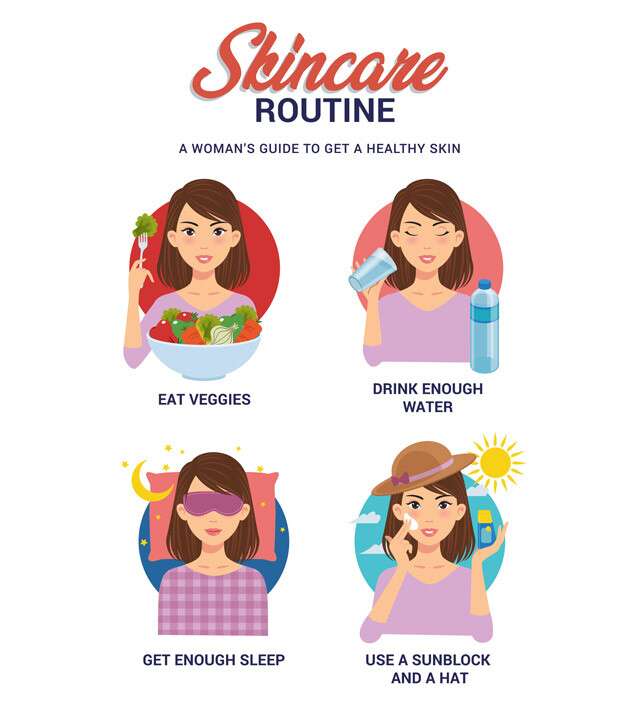 Skincare
ROUTINE
A WOMAN'S GUIDE TO GET A HEALTHY SKIN
EAT VEGGIES
DRINK ENOUGH
WATER
GET ENOUGH SLEEP
USE A SUNBLOCK
AND A HAT